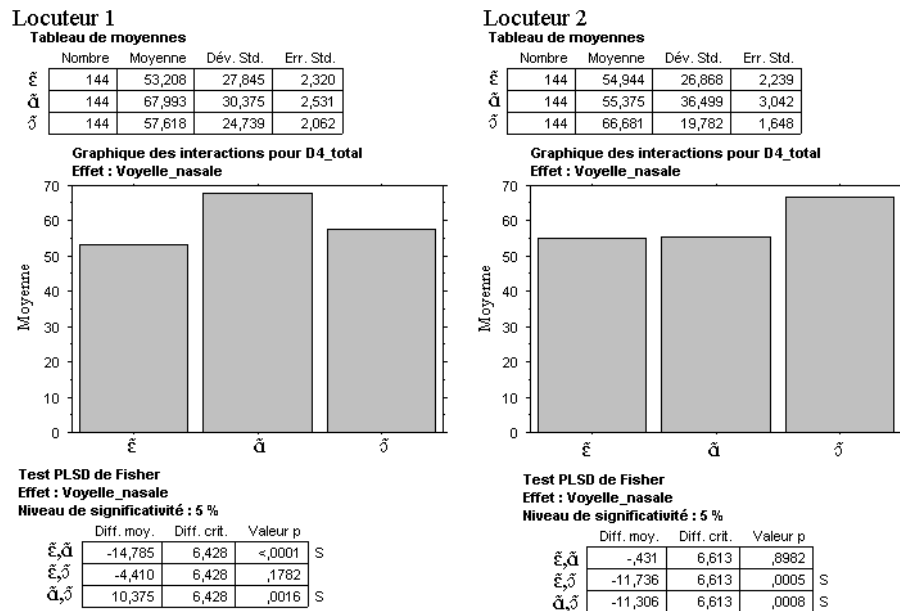 Locuteur 1
Tableau de moyennes
Nombre Moyenne Dév. Std. Err. Std.
ɛ̃ 144 53,208 27,845 2,320
ɑ̃ 144 67,993 30,375 2,531
ɔ̃ 144 57,618 24,739 2,062
Graphique des interactions pour D4_total
Effet : Voyelle_nasale
70
60
50
40
30
20
10
0
Moyenne
ɛ̃ ɑ̃ ɔ̃
Test PLSD de Fisher
Effet : Voyelle_nasale
Niveau de significativité : 5 %
Diff. moy. Diff. crit. Valeur p
ɛ̃,ɑ̃ -14,785 6,428 <,0001 S
ɛ̃,ɔ̃ -4,410 6,428 ,1782
ɑ̃,ɔ̃ 10,375 6,428 ,0016 S
Locuteur 2
Tableau de moyennes
Nombre Moyenne Dév. Std. Err. Std.
ɛ̃ 144 54,944 26,868 2,239
ɑ̃ 144 55,375 36,499 3,042
ɔ̃ 144 66,681 19,782 1,648
Graphique des interactions pour D4_total
Effet : Voyelle_nasale
70
60
50
40
30
20
10
0
Moyenne
ɛ̃ ɑ̃ ɔ̃
Test PLSD de Fisher
Effet : Voyelle_nasale
Niveau de significativité : 5 %
Diff. moy. Diff. crit. Valeur p
ɛ̃,ɑ̃ -,431 6,613 ,8982
ɛ̃,ɔ̃ -11,736 6,613 ,0005 S
ɑ̃,ɔ̃ -11,306 6,613 ,0008 S